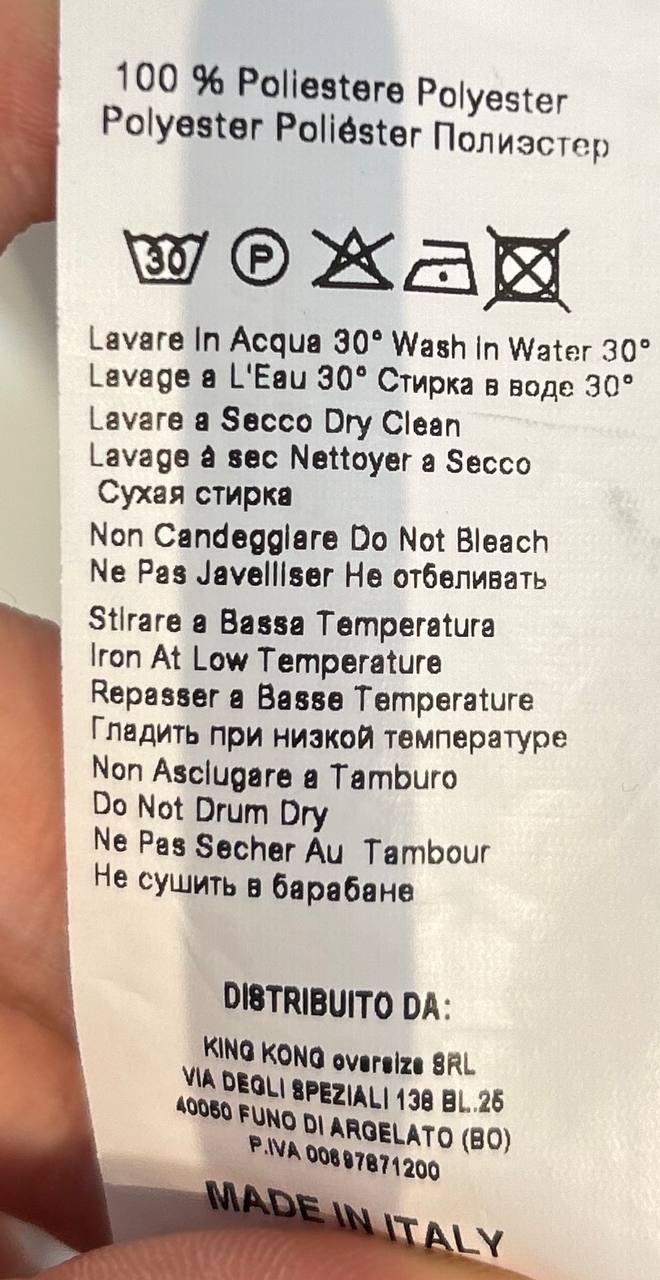 100 % Poliestere Polyester
Polyester Poliéster Полиэстер
30 P
Lavare In Acqua 30° Wash in Water 30°
Lavage a L'Eau 30° Стирка в воде 30°
Lavare a Secco Dry Clean
Lavage à sec Nettoyer a Secco
Сухая стирка
Non Candeggiare Do Not Bleach
Ne Pas Javelliser Не отбеливать
Stirare a Bassa Temperatura
Iron At Low Temperature
Repasser a Basse Temperature
Гладить при низкой температуре
Non Asciugare a Tamburo
Do Not Drum Dry
Ne Pas Secher Au Tambour
Не сушить в барабане
DISTRIBUITO DA:
KING KONG oversize SRL
VIA DEGLI SPEZIALI 138 BL.25
40050 FUNO DI ARGELATO (BO)
P.IVA 00697871200
MADE IN ITALY